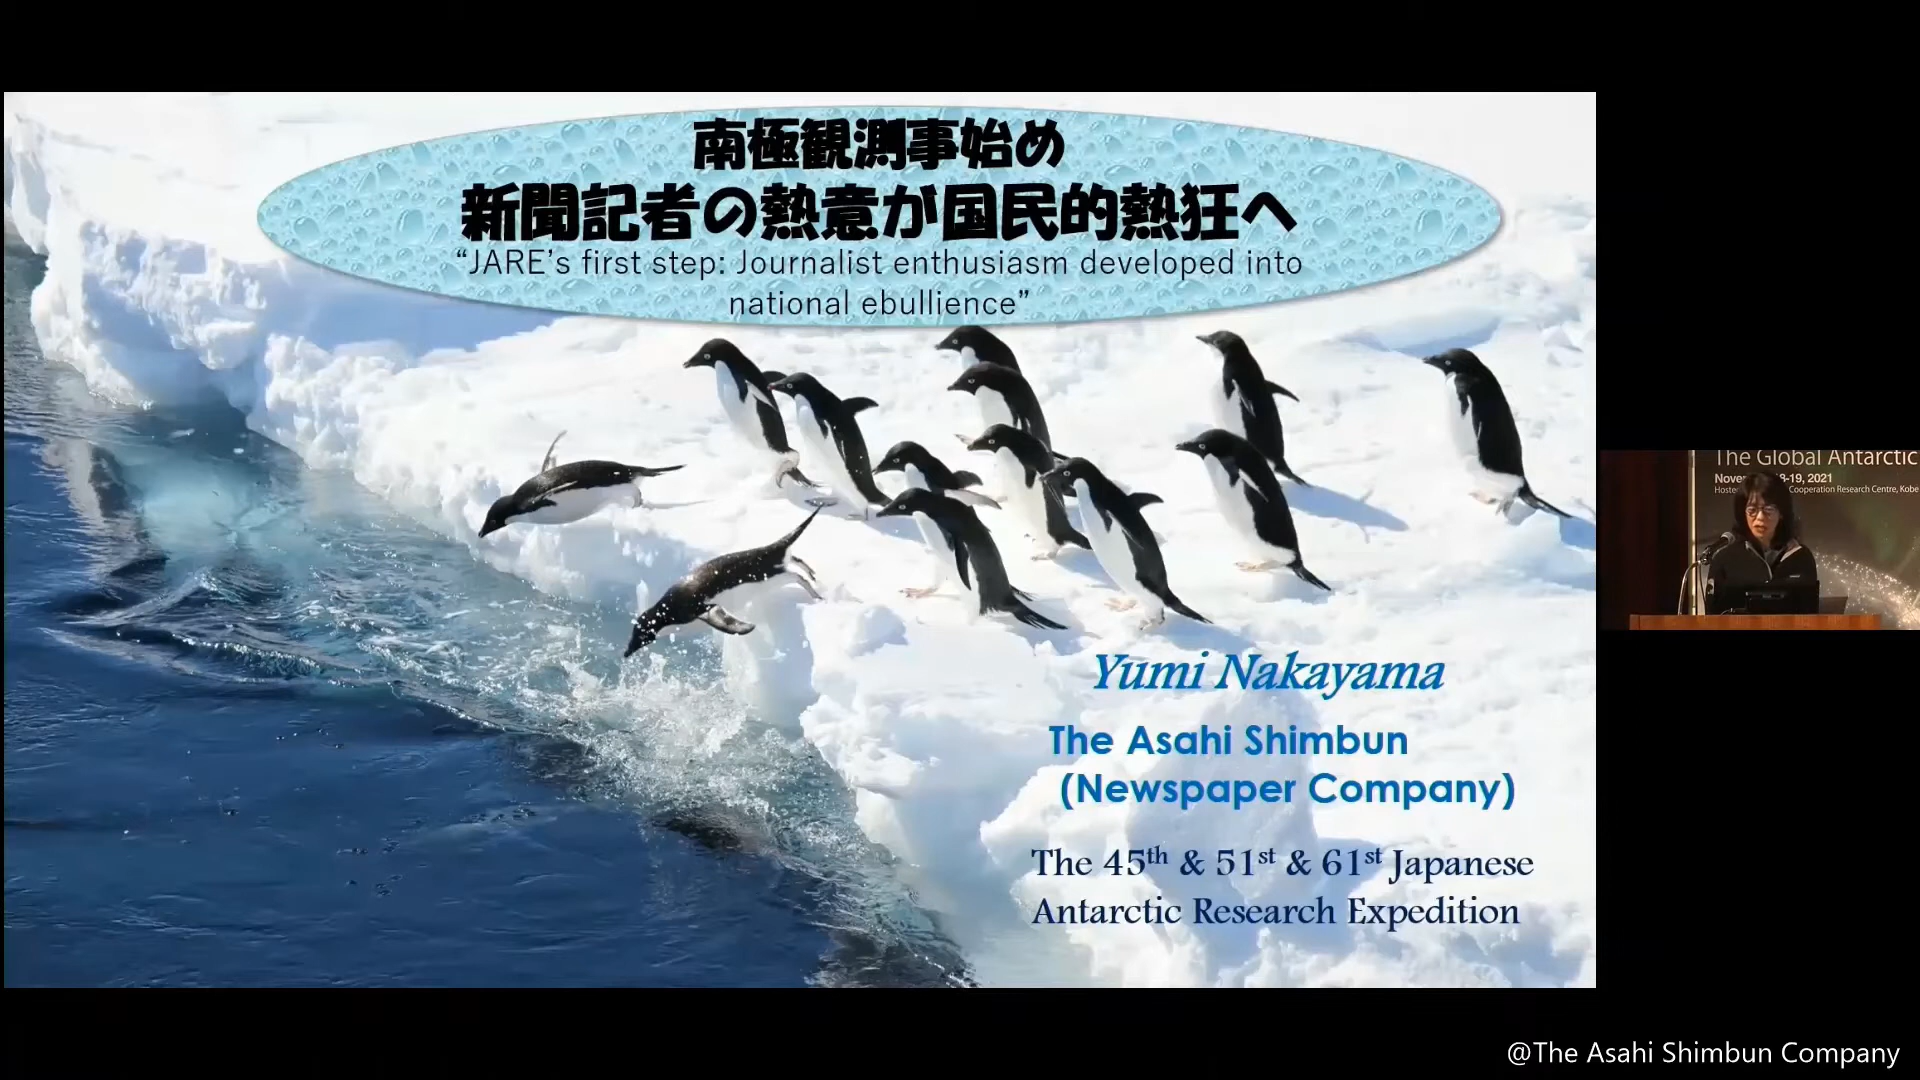 南極観測事始め
新聞記者の熱意が国民的熱狂へ
“JARE’s first step: Journalist enthusiasm developed into
national ebullience”
The Global Antarctic
19, 2021
Cooperation Research Centre, Kobe
Yumi Nakayama
The Asahi Shimbun
(Newspaper Company)
The 45th & 51st & 61st Japanese
Antarctic Research Expedition
@The Asahi Shimbun Company